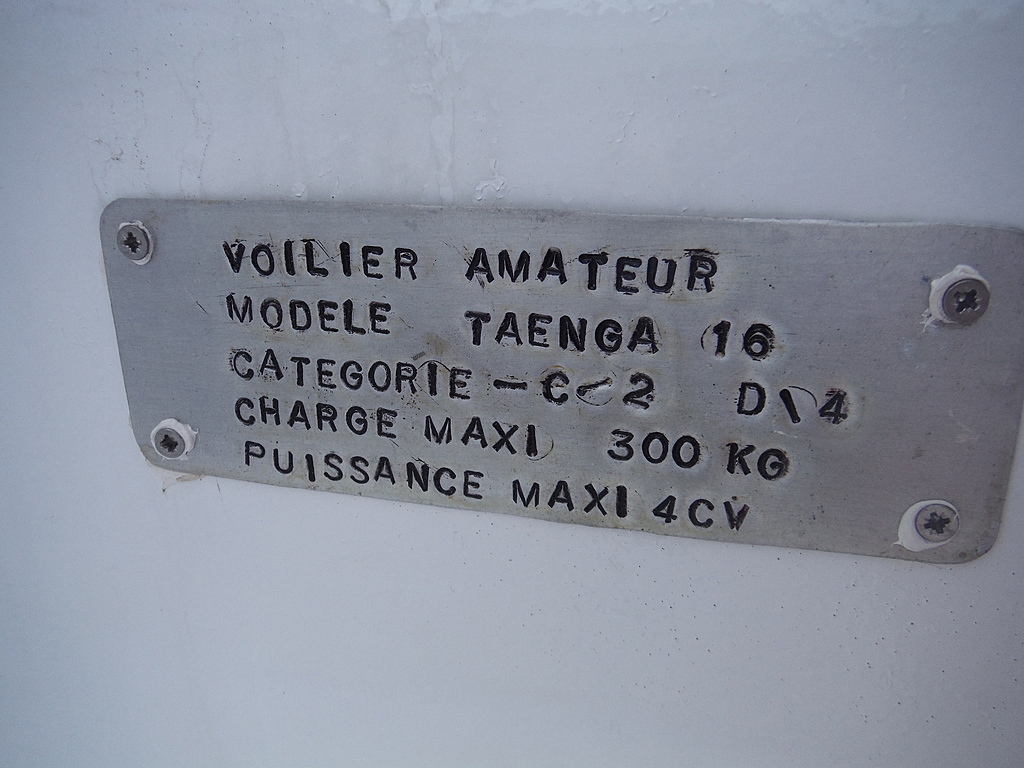 VOILIER AMATEUR
MODELE TAENGA 16
CATEGORIE - C-2 D\4
CHARGE MAXI 300 KG
PUISSANCE MAXI 4CV